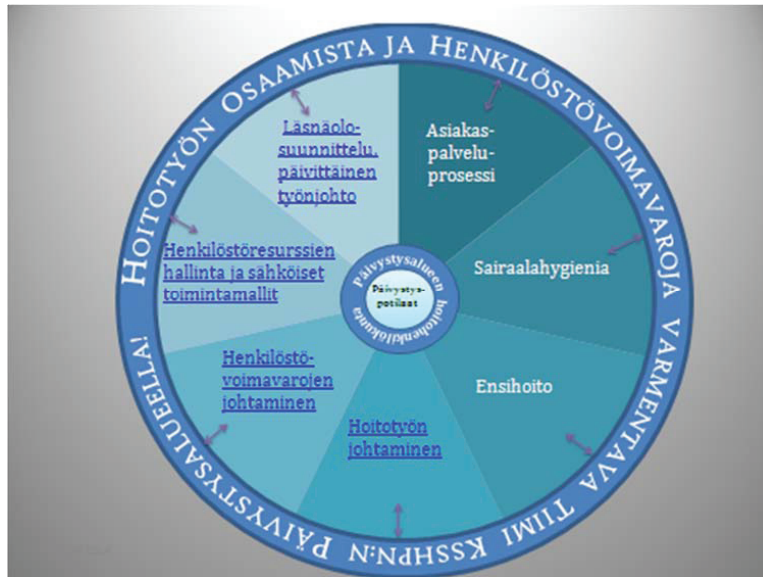 HOITOTYÖN OSAAMISTA JA HENKILÖSTÖVOIMAVAROJA VARMENTAVA TIIMI KSSHPN:N PÄIVYSTYSALUEELLA!
Asiakas-
palvelu-
prosessi
Sairaalahygienia
Ensihoito
Hoitotyön
johtaminen
Henkilöstö-
voimavarojen
johtaminen
Henkilöstöresurssien
hallinta ja sähköiset
toimintamallit
Läsnäolo-
suunnittelu,
päivittäinen
työnjohto
Päivystysalueen
hoitohenkilökunta
Päivystys-
potilaat